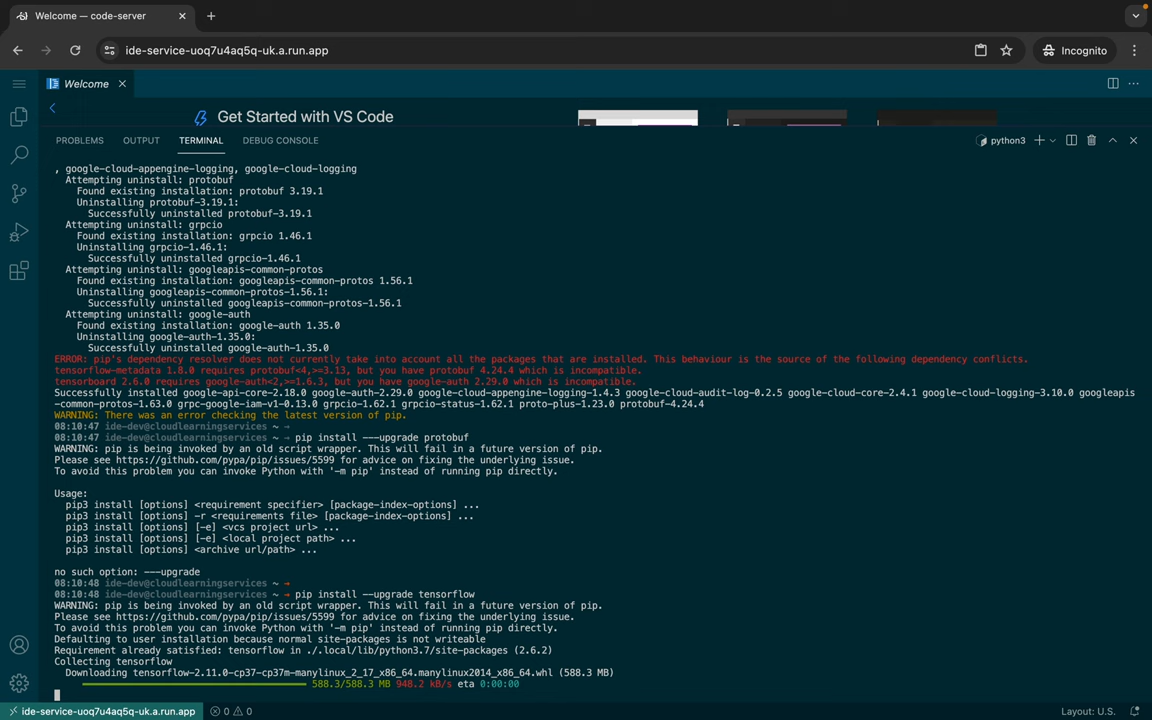 Welcome — code-server
ide-service-uoq7u4aq5q-uk.a.run.app
Incognito
Welcome
Get Started with VS Code
PROBLEMS OUTPUT TERMINAL DEBUG CONSOLE
python3
, google-cloud-appengine-logging, google-cloud-logging
Attempting uninstall: protobuf
Found existing installation: protobuf 3.19.1
Uninstalling protobuf-3.19.1:
Successfully uninstalled protobuf-3.19.1
Attempting uninstall: grpcio
Found existing installation: grpcio 1.46.1
Uninstalling grpcio-1.46.1:
Successfully uninstalled grpcio-1.46.1
Attempting uninstall: googleapis-common-protos
Found existing installation: googleapis-common-protos 1.56.1
Uninstalling googleapis-common-protos-1.56.1:
Successfully uninstalled googleapis-common-protos-1.56.1
Attempting uninstall: google-auth
Found existing installation: google-auth 1.35.0
Uninstalling google-auth-1.35.0:
Successfully uninstalled google-auth-1.35.0
ERROR: pip's dependency resolver does not currently take into account all the packages that are installed. This behaviour is the source of the following dependency conflicts.
tensorflow-metadata 1.8.0 requires protobuf<4,>=3.13, but you have protobuf 4.24.4 which is incompatible.
tensorboard 2.6.0 requires google-auth<2,>=1.6.3, but you have google-auth 2.29.0 which is incompatible.
Successfully installed google-api-core-2.18.0 google-auth-2.29.0 google-cloud-appengine-logging-1.4.3 google-cloud-audit-log-0.2.5 google-cloud-core-2.4.1 google-cloud-logging-3.10.0 googleapis
-common-protos-1.63.0 grpc-google-iam-v1-0.13.0 grpcio-1.62.1 grpcio-status-1.62.1 proto-plus-1.23.0 protobuf-4.24.4
WARNING: There was an error checking the latest version of pip.
08:10:47 ide-dev@cloudlearningservices ~ →
08:10:47 ide-dev@cloudlearningservices ~ → pip install ---upgrade protobuf
WARNING: pip is being invoked by an old script wrapper. This will fail in a future version of pip.
Please see https://github.com/pypa/pip/issues/5599 for advice on fixing the underlying issue.
To avoid this problem you can invoke Python with '-m pip' instead of running pip directly.
Usage:
pip3 install [options] <requirement specifier> [package-index-options] ...
pip3 install [options] -r <requirements file> [package-index-options] ...
pip3 install [options] [-e] <vcs project url> ...
pip3 install [options] [-e] <local project path> ...
pip3 install [options] <archive url/path> ...
no such option: ---upgrade
08:10:48 ide-dev@cloudlearningservices ~ →
08:10:48 ide-dev@cloudlearningservices ~ → pip install --upgrade tensorflow
WARNING: pip is being invoked by an old script wrapper. This will fail in a future version of pip.
Please see https://github.com/pypa/pip/issues/5599 for advice on fixing the underlying issue.
To avoid this problem you can invoke Python with '-m pip' instead of running pip directly.
Defaulting to user installation because normal site-packages is not writeable
Requirement already satisfied: tensorflow in ./.local/lib/python3.7/site-packages (2.6.2)
Collecting tensorflow
Downloading tensorflow-2.11.0-cp37-cp37m-manylinux_2_17_x86_64.manylinux2014_x86_64.whl (588.3 MB)
588.3/588.3 MB 948.2 kB/s eta 0:00:00
ide-service-uoq7u4aq5q-uk.a.run.app 0 0 Layout: U.S.